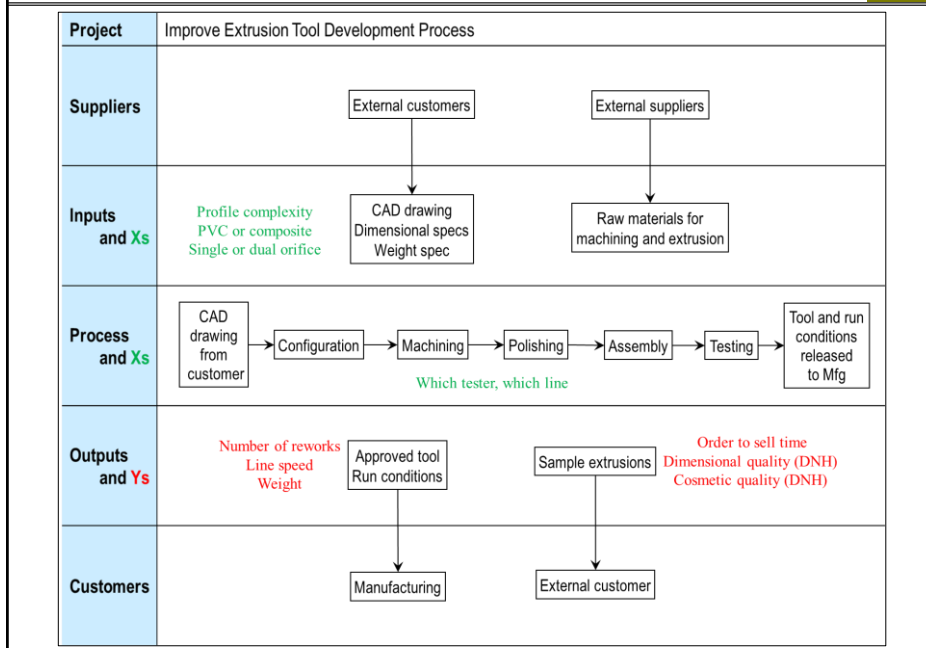 Project
Improve Extrusion Tool Development Process
Suppliers
External customers
External suppliers
Inputs
and Xs
Profile complexity
PVC or composite
Single or dual orifice
CAD drawing
Dimensional specs
Weight spec
Raw materials for
machining and extrusion
Process
and Xs
CAD
drawing
from
customer
Configuration
Machining
Polishing
Assembly
Testing
Tool and run
conditions
released
to Mfg
Which tester, which line
Outputs
and Ys
Number of reworks
Line speed
Weight
Approved tool
Run conditions
Sample extrusions
Order to sell time
Dimensional quality (DNH)
Cosmetic quality (DNH)
Customers
Manufacturing
External customer